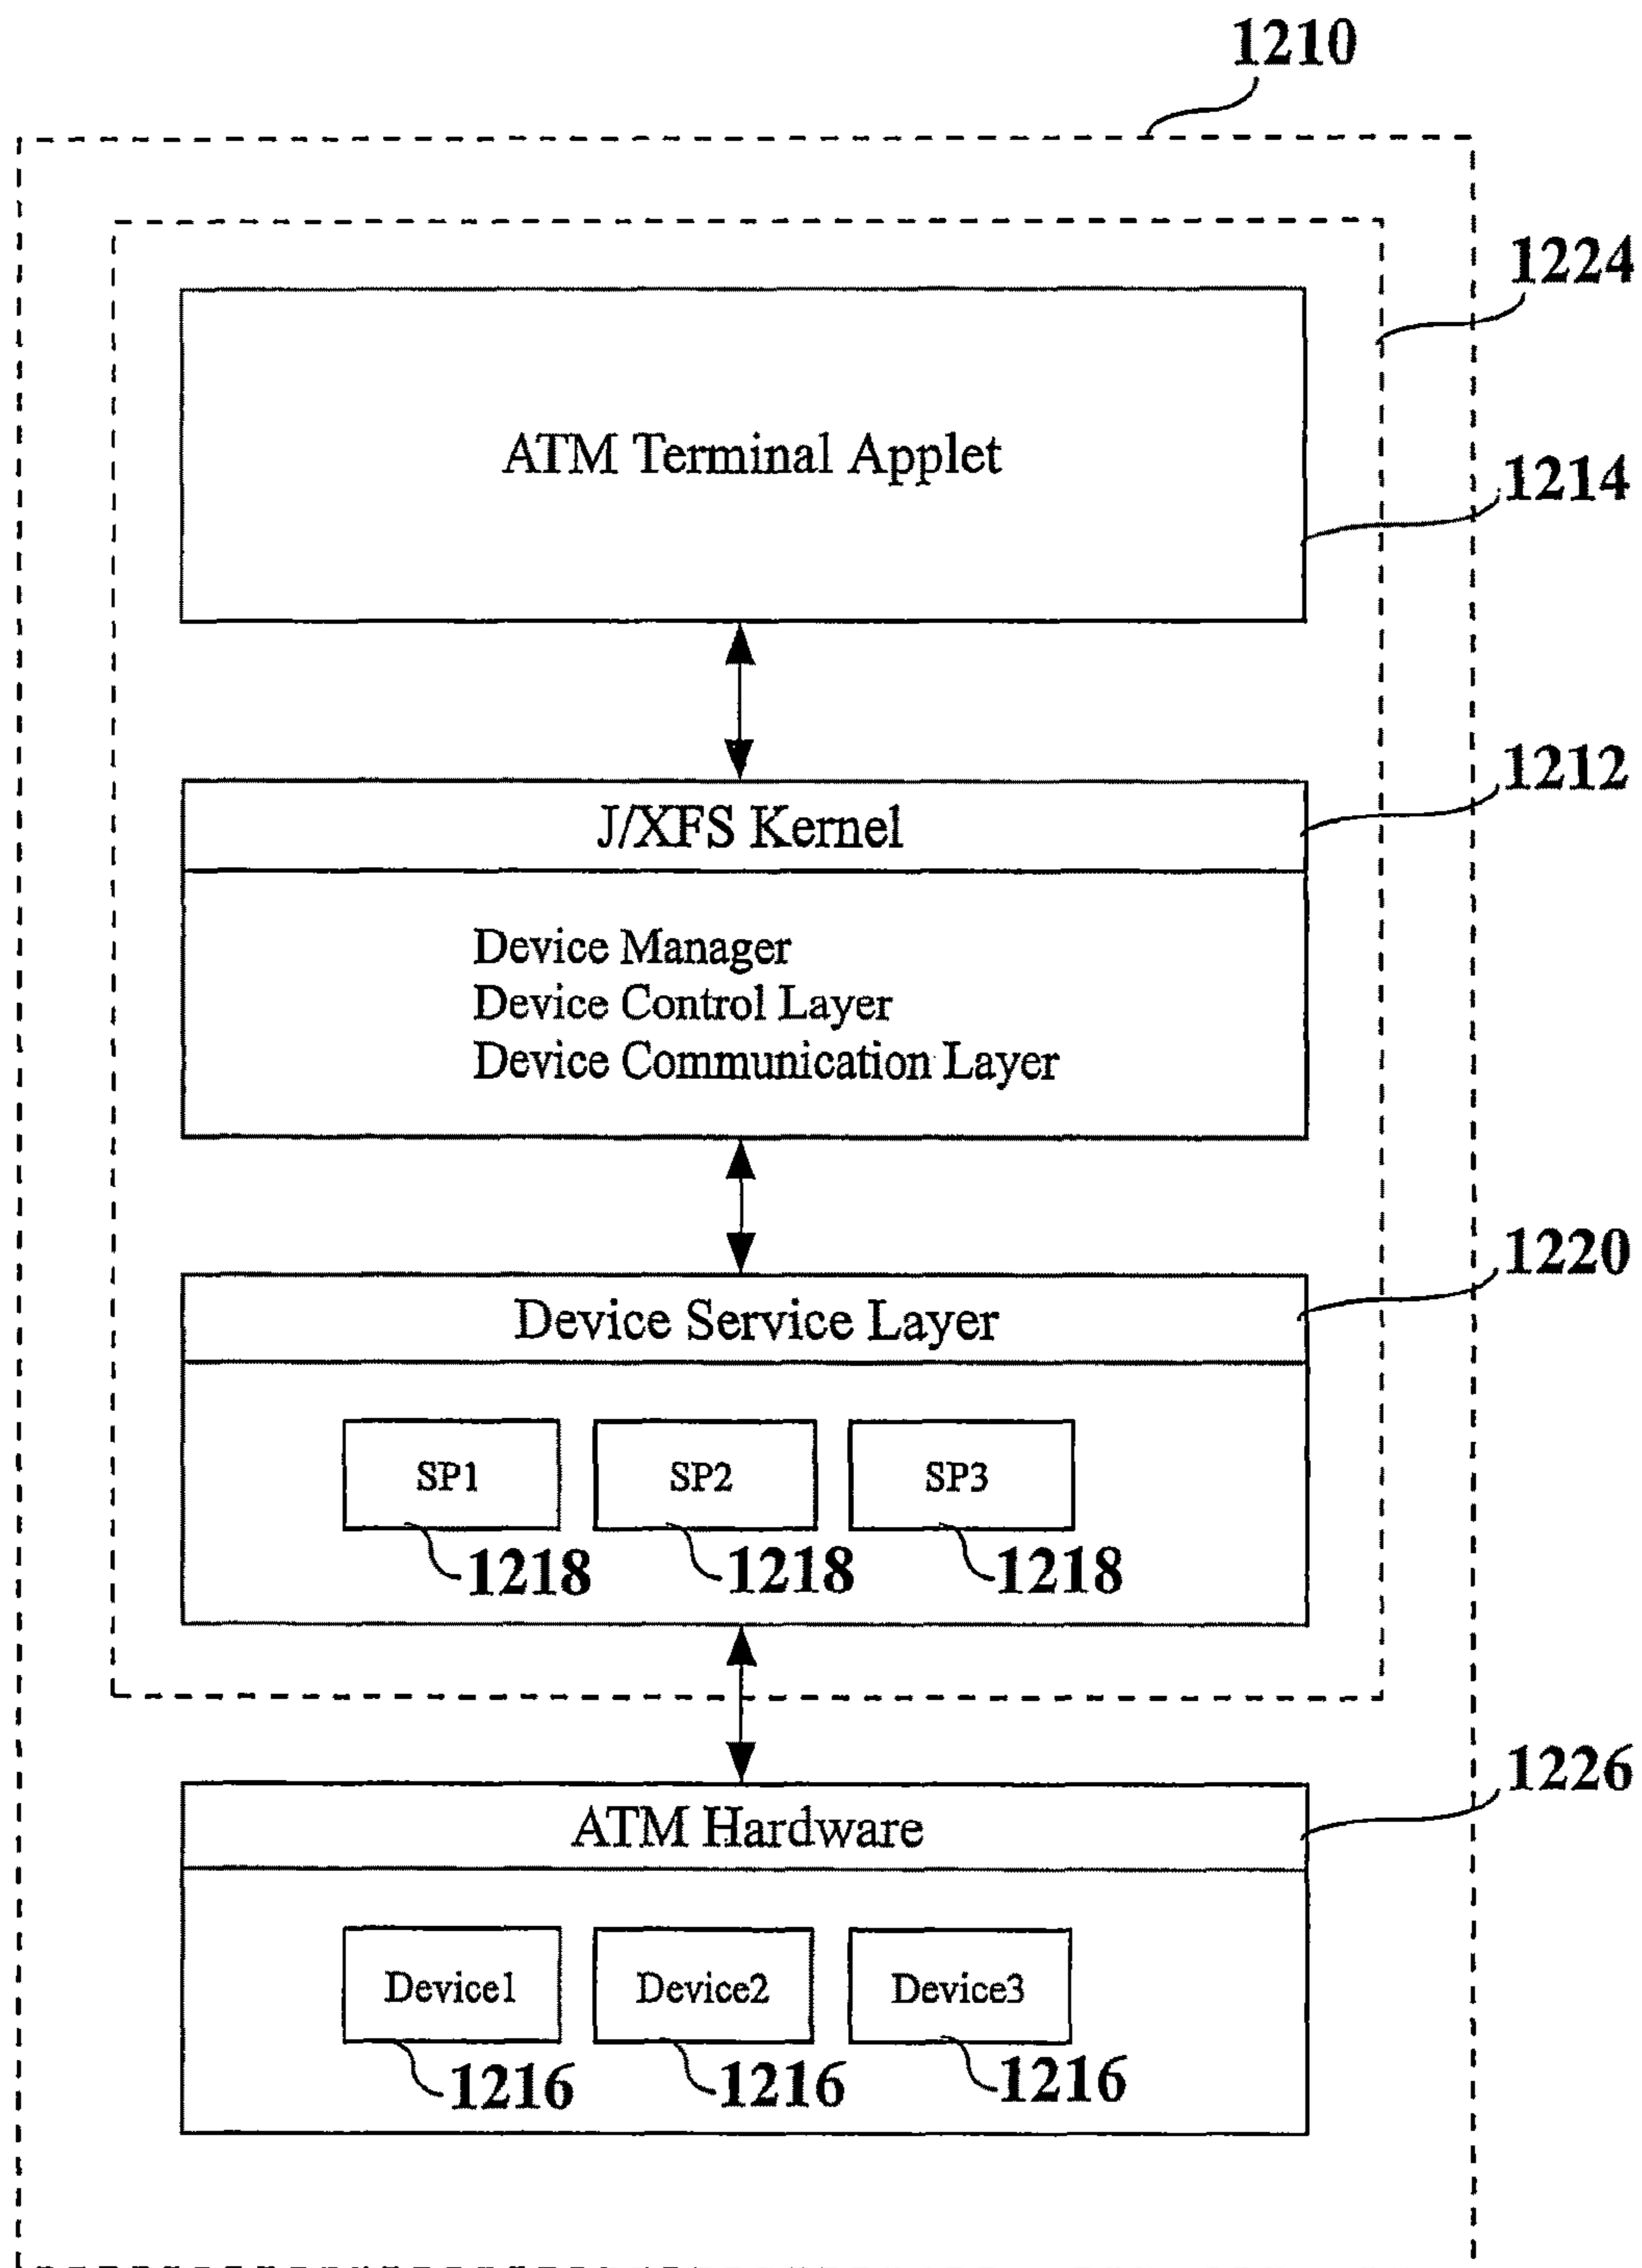 1210
1224
ATM Terminal Applet
1214
1212
J/XFS Kernel
Device Manager
Device Control Layer
Device Communication Layer
1220
Device Service Layer
SP1 SP2 SP3
1218 1218 1218
1226
ATM Hardware
Device1 Device2 Device3
1216 1216 1216